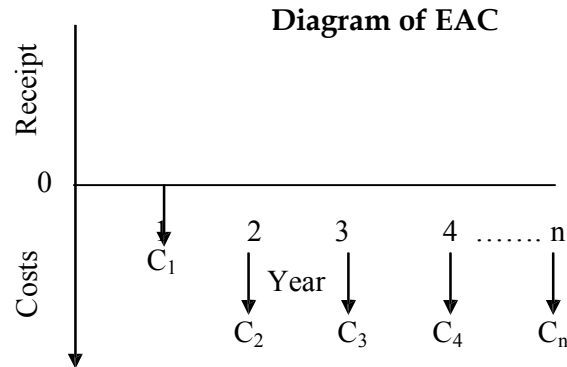 Diagram of EAC
Receipt
0
Costs
1 2 3 4 ……. n
C₁ Year
C₂ C₃ C₄ Cₙ